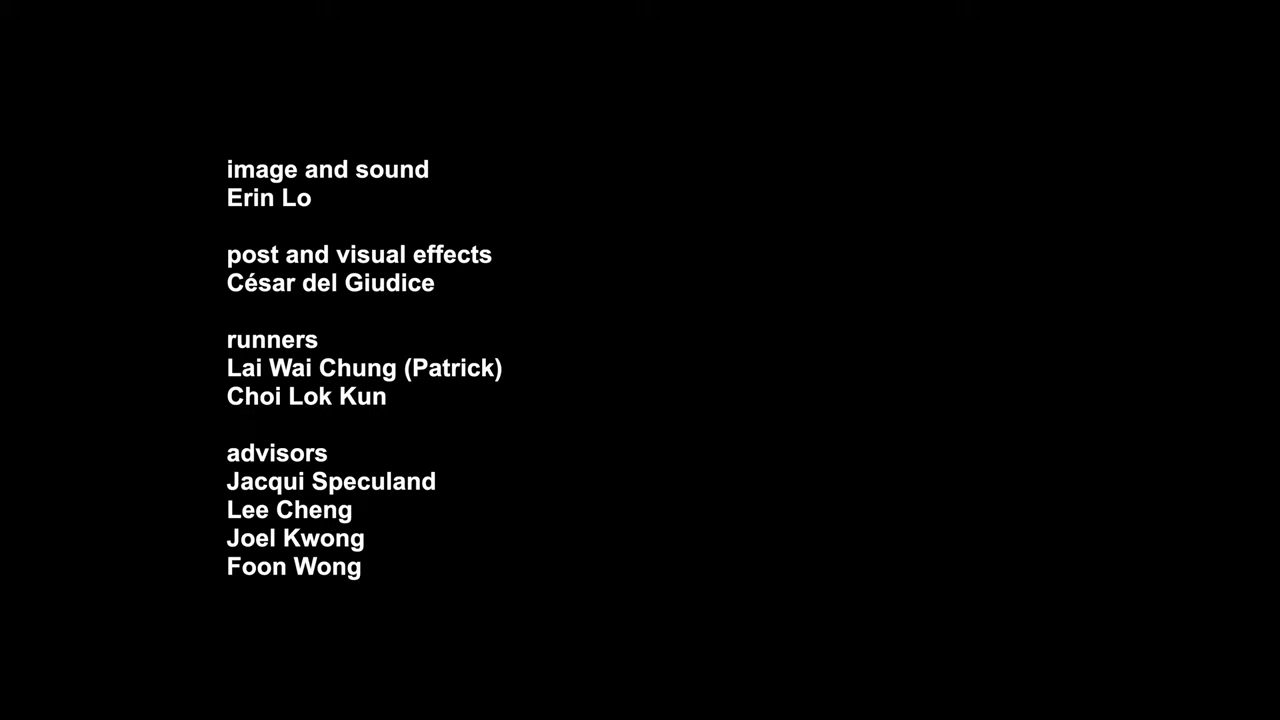 image and sound
Erin Lo
post and visual effects
César del Giudice
runners
Lai Wai Chung (Patrick)
Choi Lok Kun
advisors
Jacqui Speculand
Lee Cheng
Joel Kwong
Foon Wong